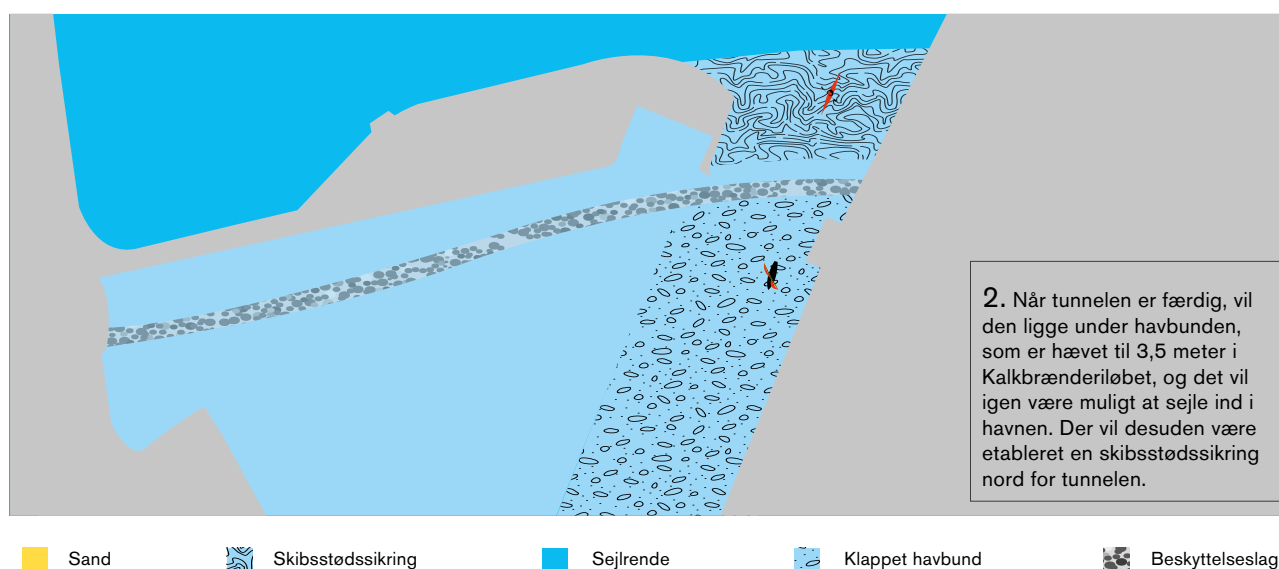 2. Når tunnelen er færdig, vil
den ligge under havbunden,
som er hævet til 3,5 meter i
Kalkbrænderiløbet, og det vil
igen være muligt at sejle ind i
havnen. Der vil desuden være
etableret en skibsstødssikring
nord for tunnelen.
Sand
Skibsstødssikring
Sejlrende
Klappet havbund
Beskyttelseslag